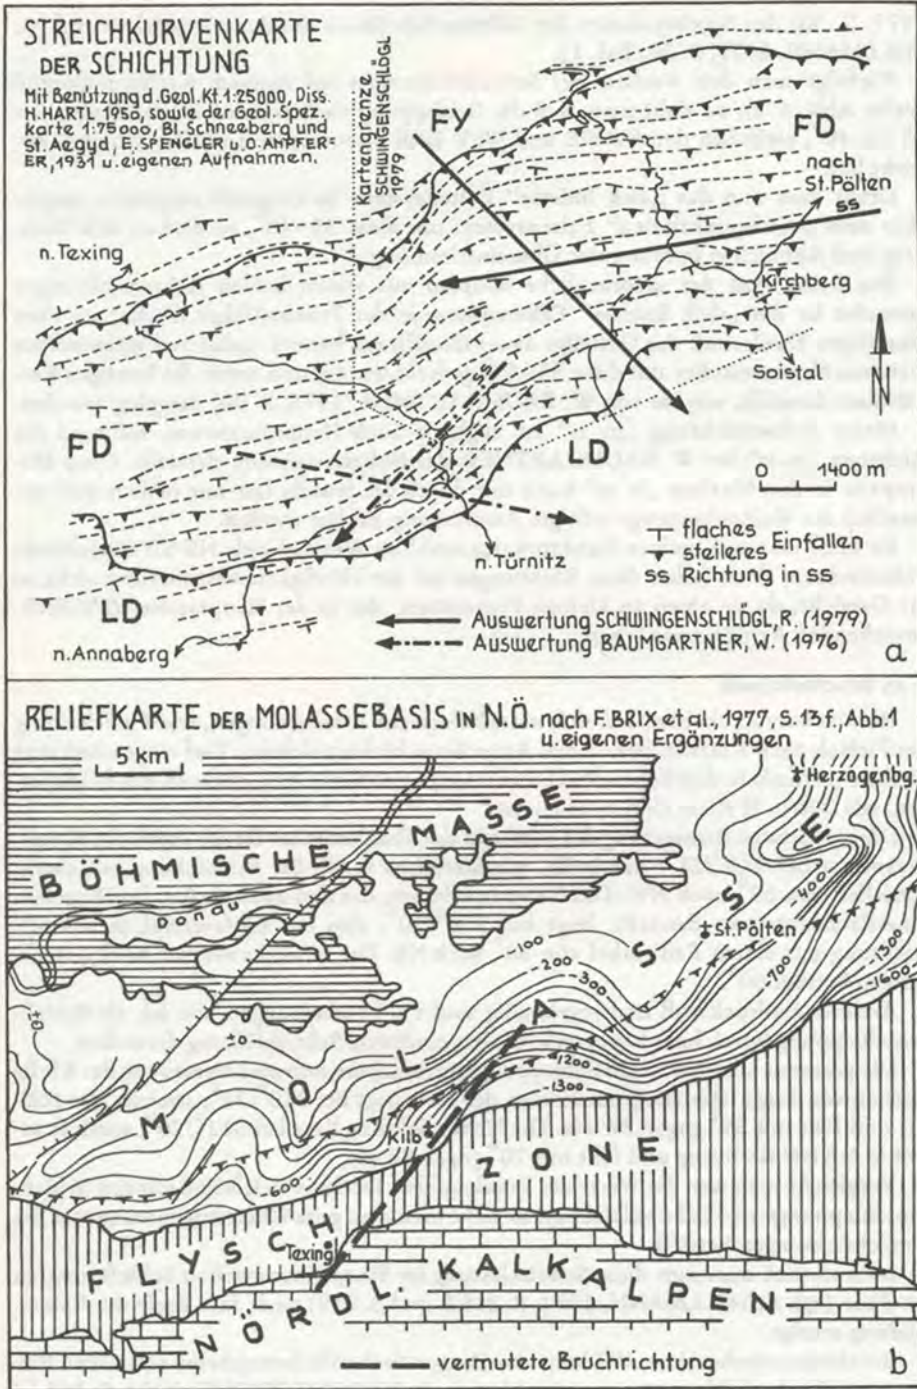 STREICHKURVENKARTE
DER SCHICHTUNG
Mit Benützung d. Geol. Kt. 1:25000, Diss.
H. HARTL 1950, sowie der Geol. Spez.
karte 1:75000, Bl. Schneeberg und
St. Aegyd, E. SPENGLER u. O. AMPFER-
ER, 1931 u. eigenen Aufnahmen.
Kartengrenze
SCHWINGENSCHLÖGL
1979
FY
FD
nach
St. Pölten
ss
n. Texing
Kirchberg
Soistal
N
FD
ss
LD
0 1400 m
LD
n. Türnitz
n. Annaberg
flaches
steileres
Einfallen
ss Richtung in ss
Auswertung SCHWINGENSCHLÖGL, R. (1979)
Auswertung BAUMGARTNER, W. (1976)
a
RELIEFKARTE DER MOLASSEBASIS IN N.Ö. nach F. BRIX et al. 1977, S. 13 f., Abb. 1
u. eigenen Ergänzungen
5 km
Herzogenbg.
BÖHMISCHE MASSE
Donau
400
St. Pölten
-100
-200
-300
700
-1300
-1600
±0
±0
MOLASSE
1200
-1300
Kilb
-600
FLYSCH ZONE
Texing
NÖRDL. KALKALPEN
vermutete Bruchrichtung
b